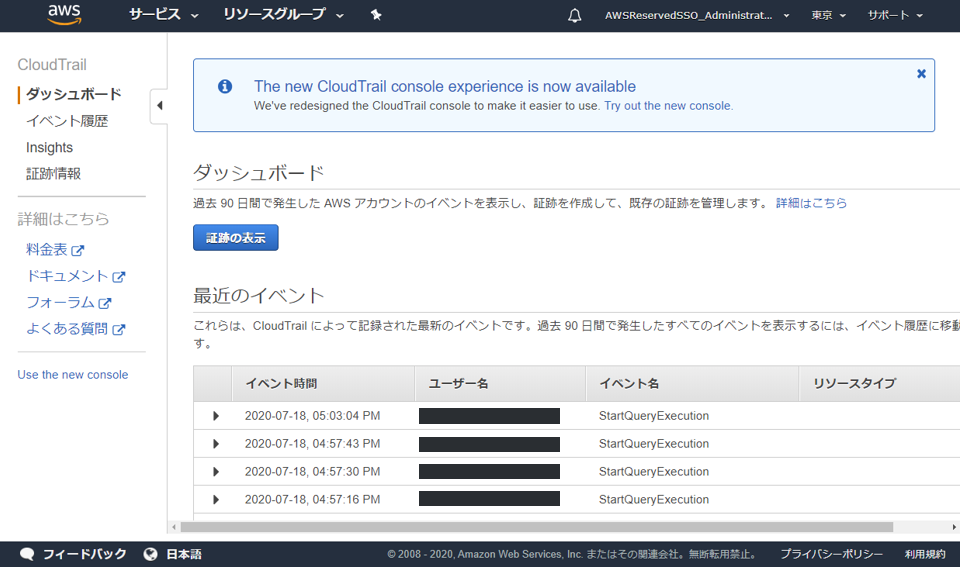 aws
サービス
リソースグループ
AWSReservedSSO_Administrat...
東京
サポート
CloudTrail
ダッシュボード
イベント履歴
Insights
証跡情報
詳細はこちら
料金表
ドキュメント
フォーラム
よくある質問
Use the new console
The new CloudTrail console experience is now available
We've redesigned the CloudTrail console to make it easier to use. Try out the new console.
ダッシュボード
過去 90 日間で発生した AWS アカウントのイベントを表示し、証跡を作成して、既存の証跡を管理します。 詳細はこちら
証跡の表示
最近のイベント
これらは、CloudTrail によって記録された最新のイベントです。過去 90 日間で発生したすべてのイベントを表示するには、イベント履歴に移動
す。
イベント時間 ユーザー名 イベント名 リソースタイプ
2020-07-18, 05:03:04 PM StartQueryExecution
2020-07-18, 04:57:43 PM StartQueryExecution
2020-07-18, 04:57:30 PM StartQueryExecution
2020-07-18, 04:57:16 PM StartQueryExecution
フィードバック
日本語
© 2008 - 2020, Amazon Web Services, Inc. またはその関連会社。無断転用禁止。
プライバシーポリシー
利用規約